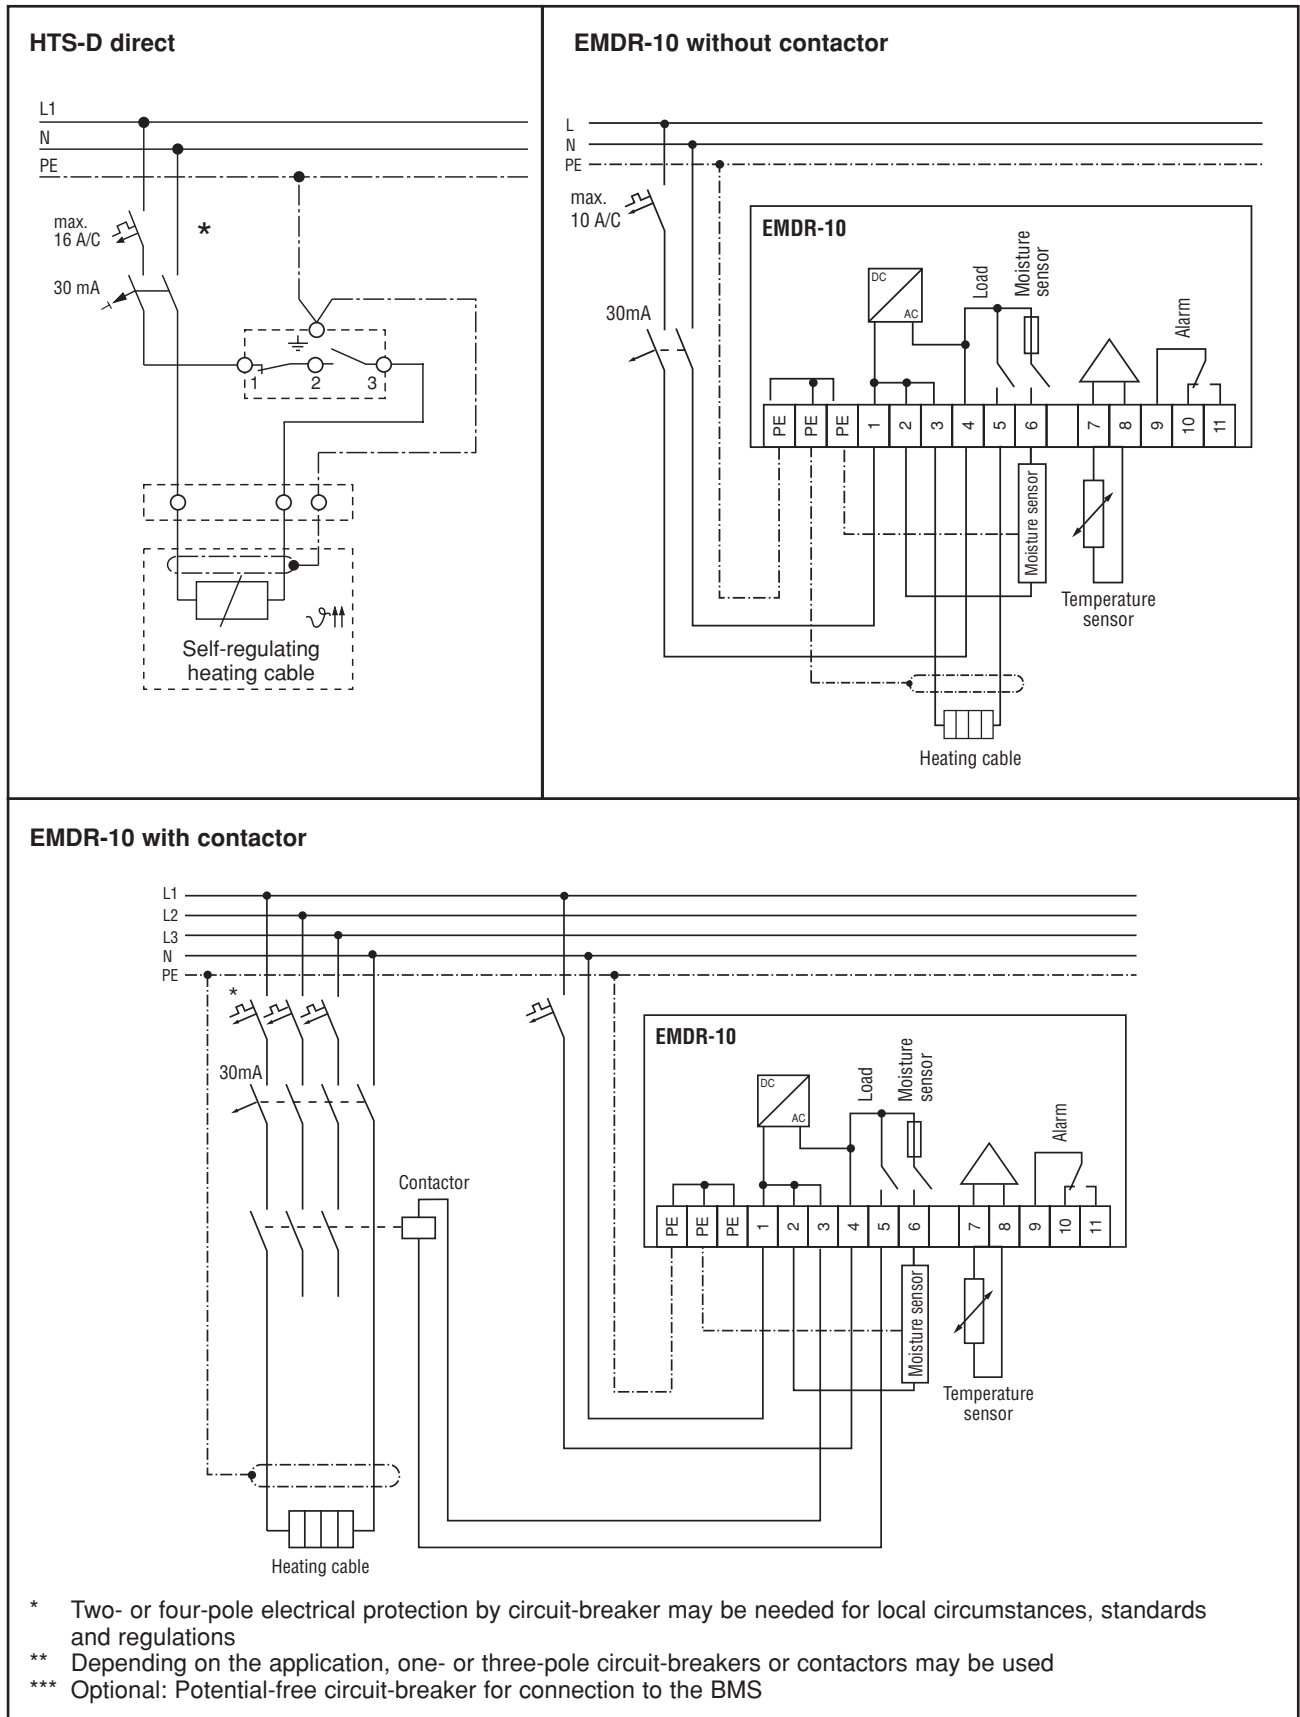 HTS-D direct
L1
N
PE
max.
16 A/C
*
30 mA
1
2
3
Self-regulating
heating cable
EMDR-10 without contactor
L
N
PE
max.
10 A/C
30mA
EMDR-10
DC
AC
Load
Moisture
sensor
Alarm
PE
PE
PE
1
2
3
4
5
6
7
8
9
10
11
Moisture sensor
Temperature
sensor
Heating cable
EMDR-10 with contactor
L1
L2
L3
N
PE
*
30mA
Contactor
EMDR-10
DC
AC
Load
Moisture
sensor
Alarm
PE
PE
PE
1
2
3
4
5
6
7
8
9
10
11
Moisture sensor
Temperature
sensor
Heating cable
* Two- or four-pole electrical protection by circuit-breaker may be needed for local circumstances, standards
and regulations
** Depending on the application, one- or three-pole circuit-breakers or contactors may be used
*** Optional: Potential-free circuit-breaker for connection to the BMS